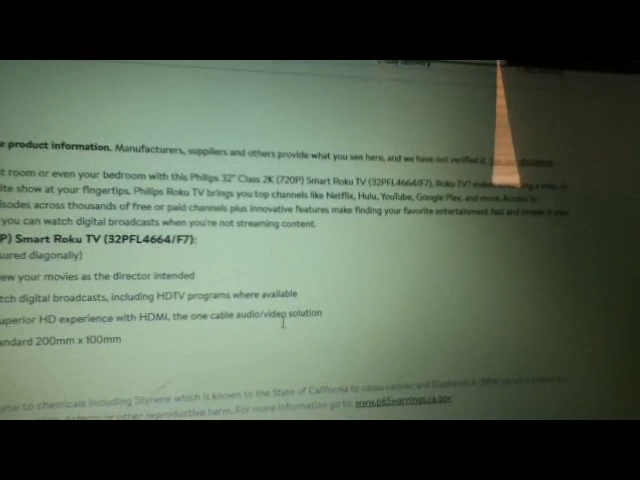 delivery
e product information. Manufacturers, suppliers and others provide what you see here, and we have not verified it.
t room or even your bedroom with this Philips 32" Class 2K (720P) Smart Roku TV (32PFL4664/F7). Roku TV
ite show at your fingertips. Philips Roku TV brings you top channels like Netflix, Hulu, YouTube, Google Play, and more. Access to
isodes across thousands of free or paid channels plus innovative features make finding your favorite entertainment fast and simple.
you can watch digital broadcasts when you're not streaming content.
P) Smart Roku TV (32PFL4664/F7):
sured diagonally)
ew your movies as the director intended
tch digital broadcasts, including HDTV programs where available
uperior HD experience with HDMI, the one cable audio/video solution
andard 200mm x 100mm
you to chemicals including Styrene which is known to the State of California to cause cancer, and
defects or other reproductive harm. For more information go to, www.p65warnings.ca.gov